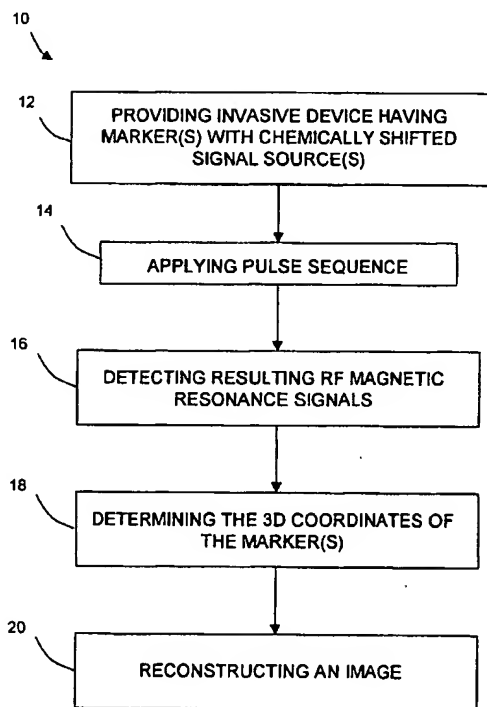 10
12
PROVIDING INVASIVE DEVICE HAVING
MARKER(S) WITH CHEMICALLY SHIFTED
SIGNAL SOURCE(S)
14
APPLYING PULSE SEQUENCE
16
DETECTING RESULTING RF MAGNETIC
RESONANCE SIGNALS
18
DETERMINING THE 3D COORDINATES OF
THE MARKER(S)
20
RECONSTRUCTING AN IMAGE